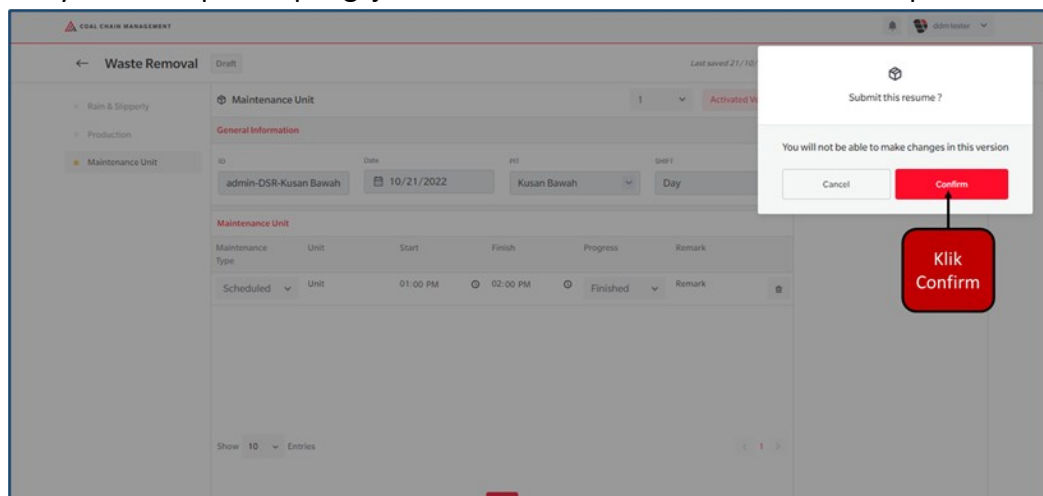 COAL CHAIN MANAGEMENT
ddm tester
Waste Removal
Draft
Last saved 21/10/
Rain & Slipperly
Production
Maintenance Unit
Maintenance Unit
1
Activated
General Information
ID
Date
PIT
SHIFT
admin-DSR-Kusan Bawah
10/21/2022
Kusan Bawah
Day
Maintenance Unit
Maintenance Type
Unit
Start
Finish
Progress
Remark
Scheduled
Unit
01:00 PM
02:00 PM
Finished
Remark
Show 10 Entries
< 1 >
Submit this resume ?
You will not be able to make changes in this version
Cancel
Confirm
Klik
Confirm